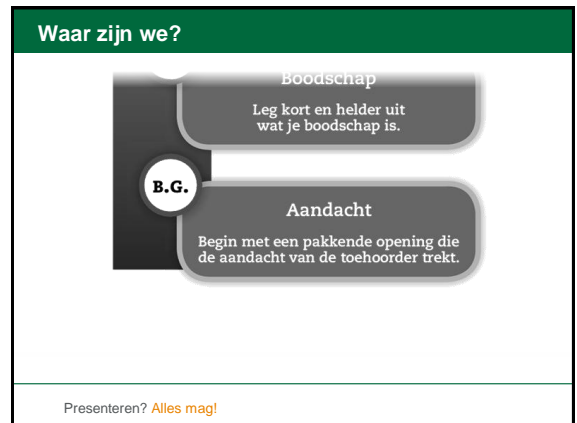 Waar zijn we?
Boodschap
Leg kort en helder uit
wat je boodschap is.
B.G.
Aandacht
Begin met een pakkende opening die
de aandacht van de toehoorder trekt.
Presenteren? Alles mag!